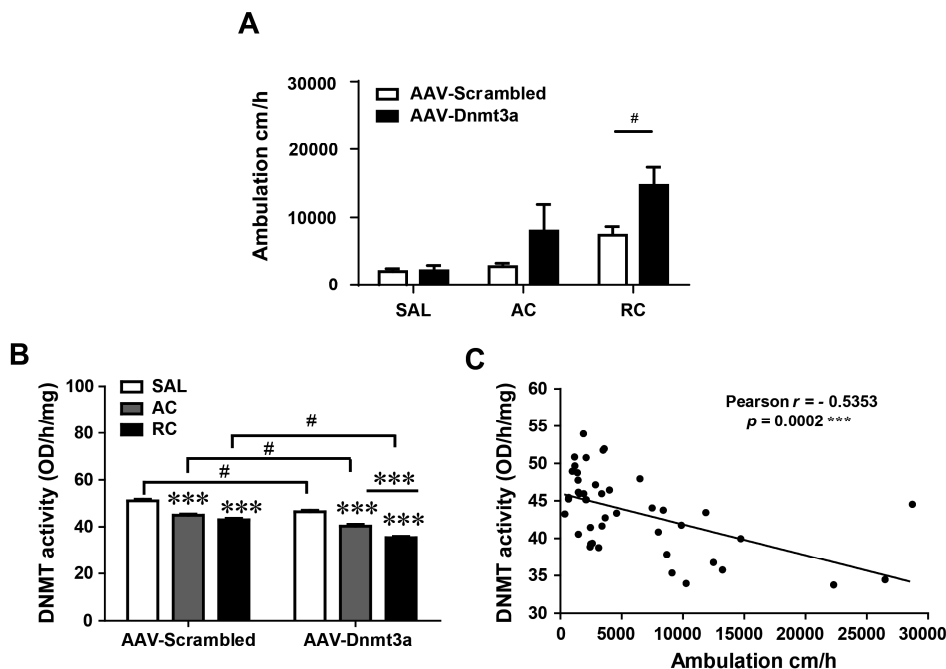 A
Ambulation cm/h
30000
20000
10000
0
AAV-Scrambled
AAV-Dnmt3a
#
SAL
AC
RC
B
DNMT activity (OD/h/mg)
100
80
60
40
20
0
SAL
AC
RC
#
#
#
***
***
***
***
***
AAV-Scrambled
AAV-Dnmt3a
C
DNMT activity (OD/h/mg)
60
55
50
45
40
35
30
Pearson r = - 0.5353
p = 0.0002 ***
0 5000 10000 15000 20000 25000 30000
Ambulation cm/h